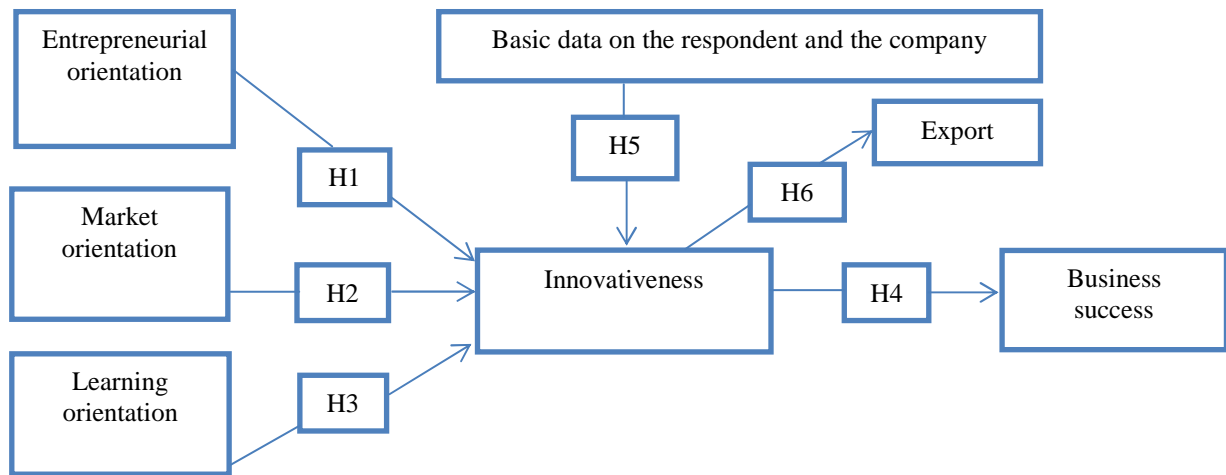 Entrepreneurial
orientation
Basic data on the respondent and the company
Export
H5
H1
H6
Market
orientation
Innovativeness
H2
H4
Business
success
Learning
orientation
H3